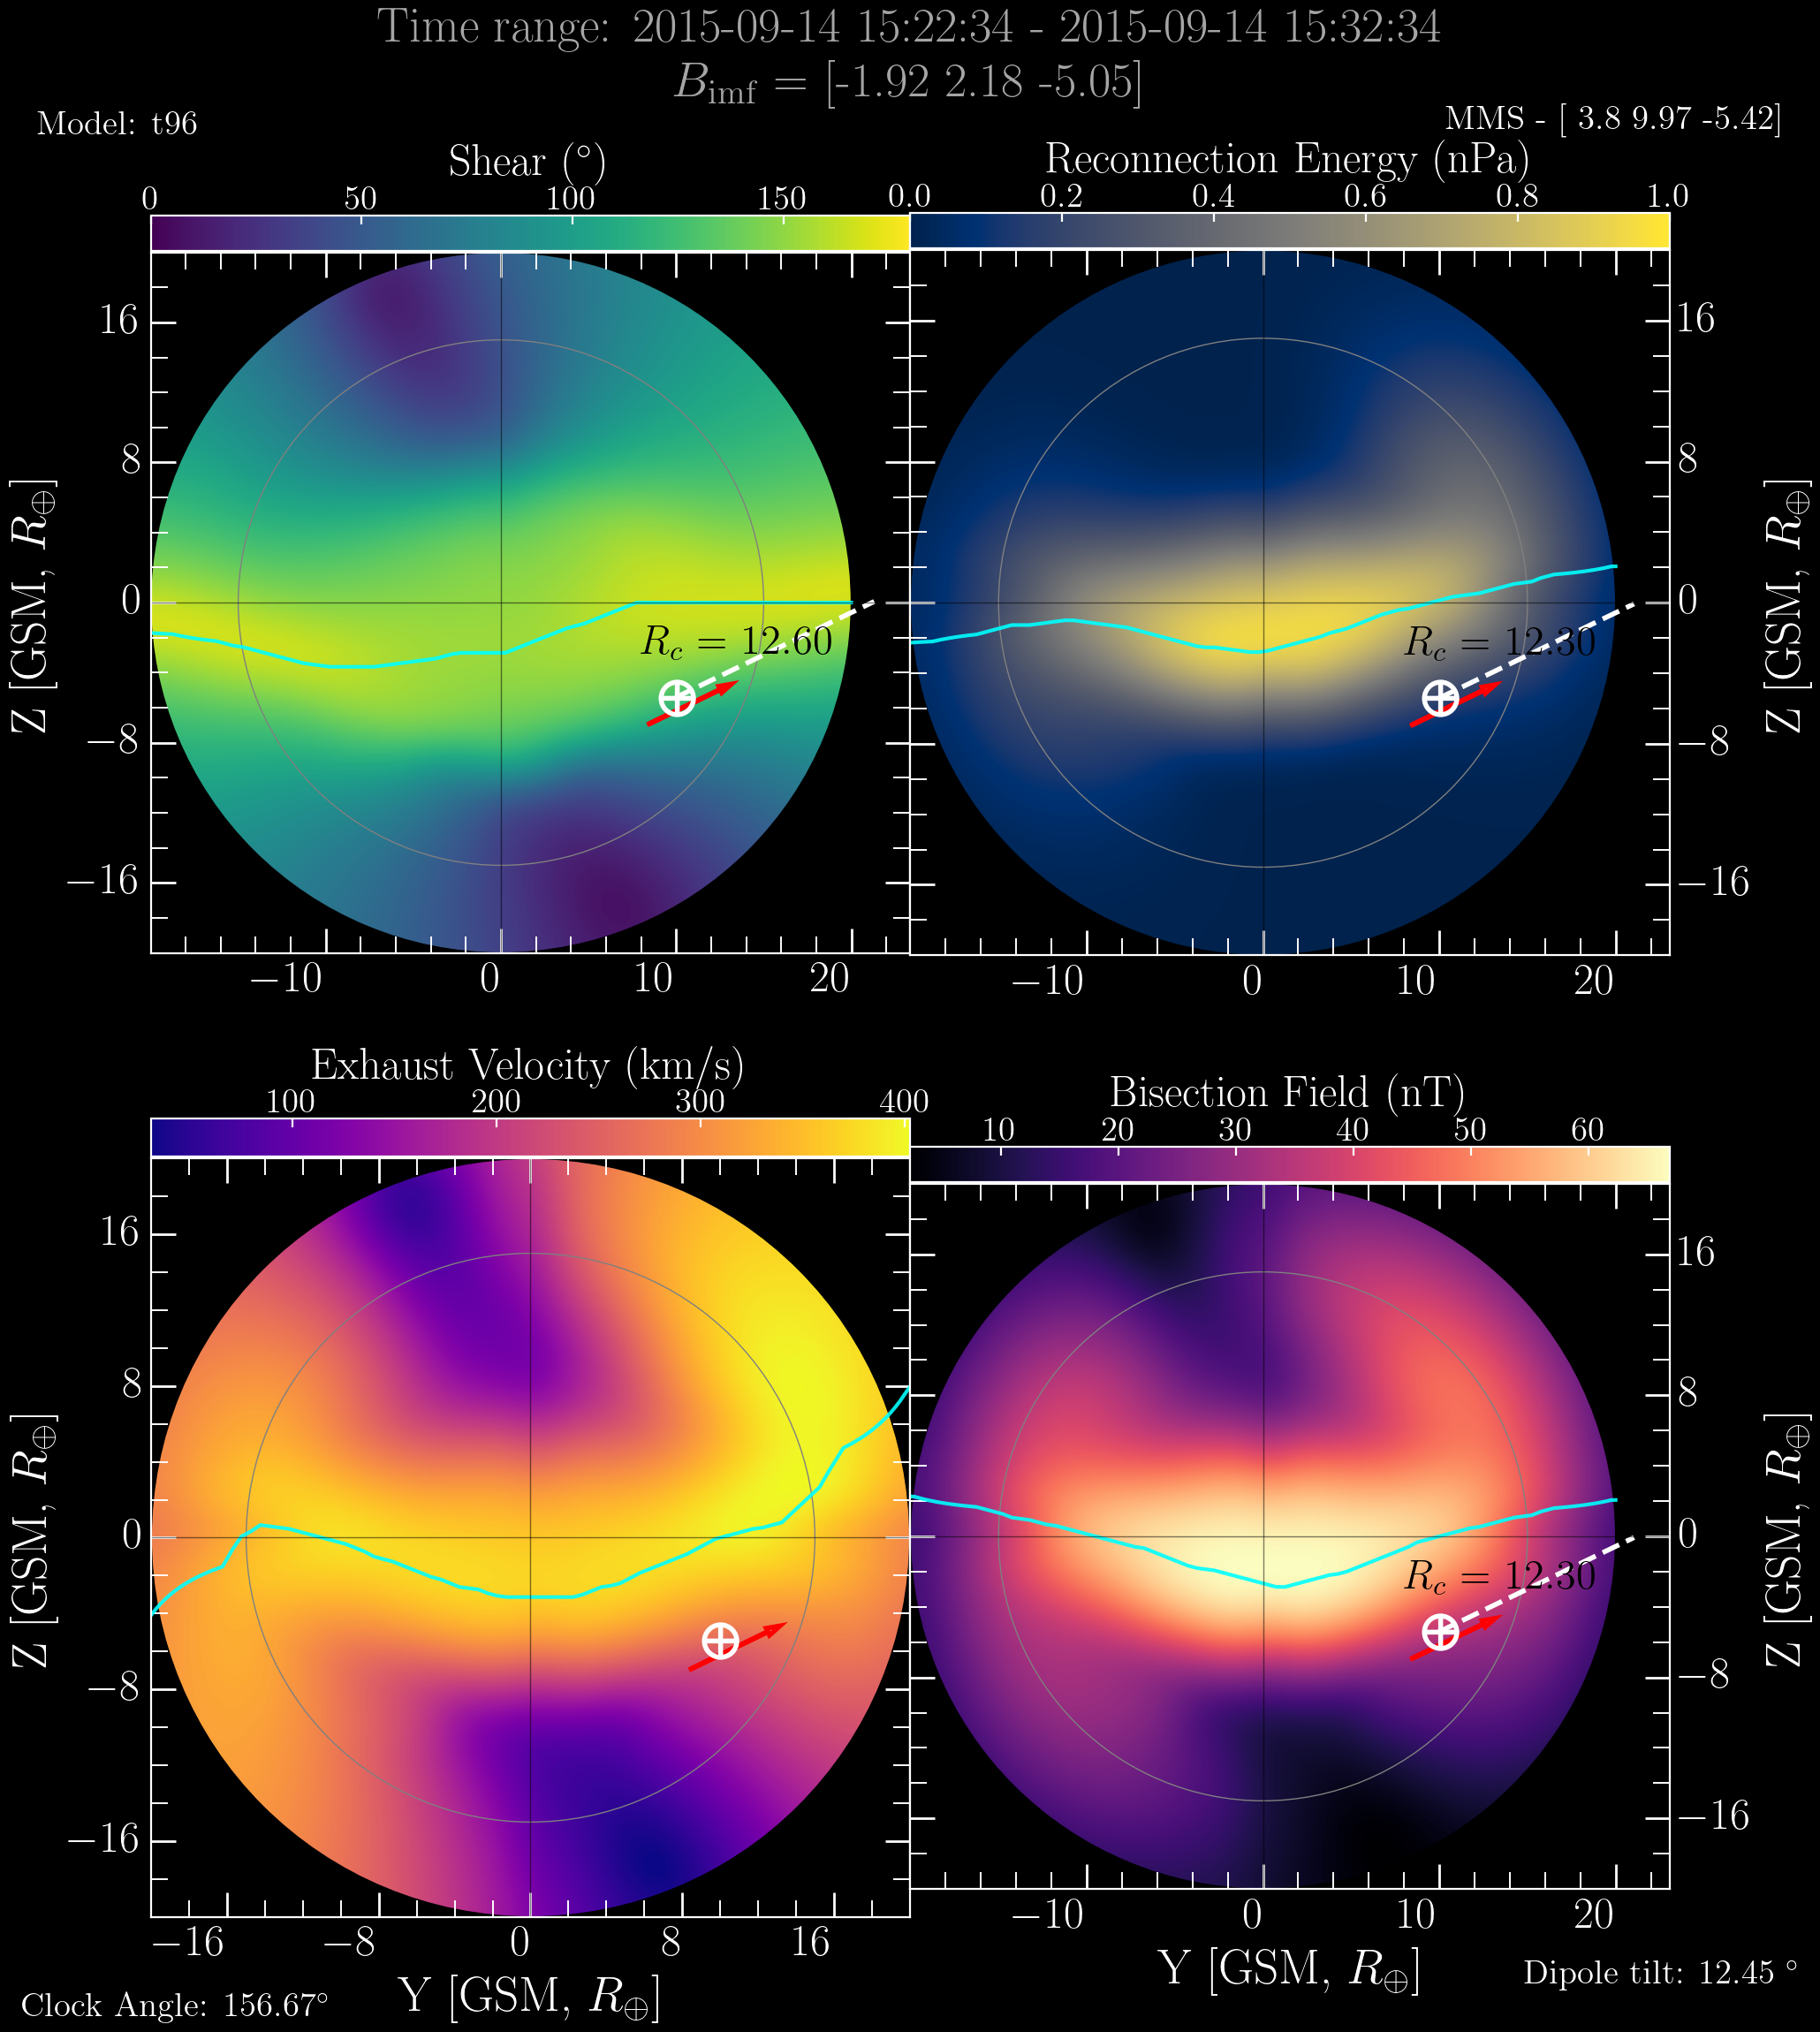 Time range: 2015-09-14 15:22:34 - 2015-09-14 15:32:34
B_imf = [-1.92 2.18 -5.05]
Model: t96
MMS - [ 3.8 9.97 -5.42]
Shear (°)
0 50 100 150
Reconnection Energy (nPa)
0.0 0.2 0.4 0.6 0.8 1.0
Z [GSM, R⊕]
16
8
0
−8
−16
R_c = 12.60
−10 0 10 20
R_c = 12.30
16
8
0
−8
−16
Z [GSM, R⊕]
−10 0 10 20
Exhaust Velocity (km/s)
100 200 300 400
Bisection Field (nT)
10 20 30 40 50 60
Z [GSM, R⊕]
16
8
0
−8
−16
−16 −8 0 8 16
Y [GSM, R⊕]
R_c = 12.30
16
8
0
−8
−16
Z [GSM, R⊕]
−10 0 10 20
Y [GSM, R⊕]
Dipole tilt: 12.45 °
Clock Angle: 156.67°